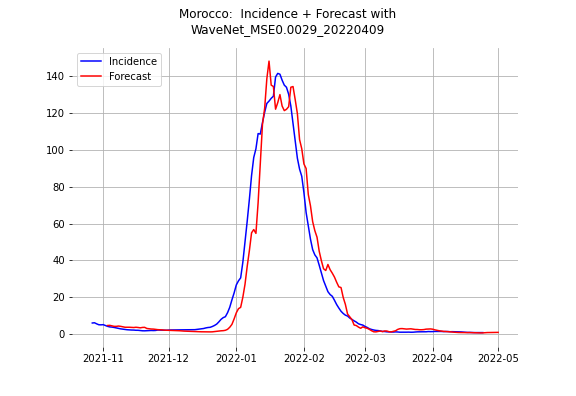 Morocco:  Incidence + Forecast with
WaveNet_MSE0.0029_20220409
Incidence
Forecast
140
120
100
80
60
40
20
0
2021-11 2021-12 2022-01 2022-02 2022-03 2022-04 2022-05